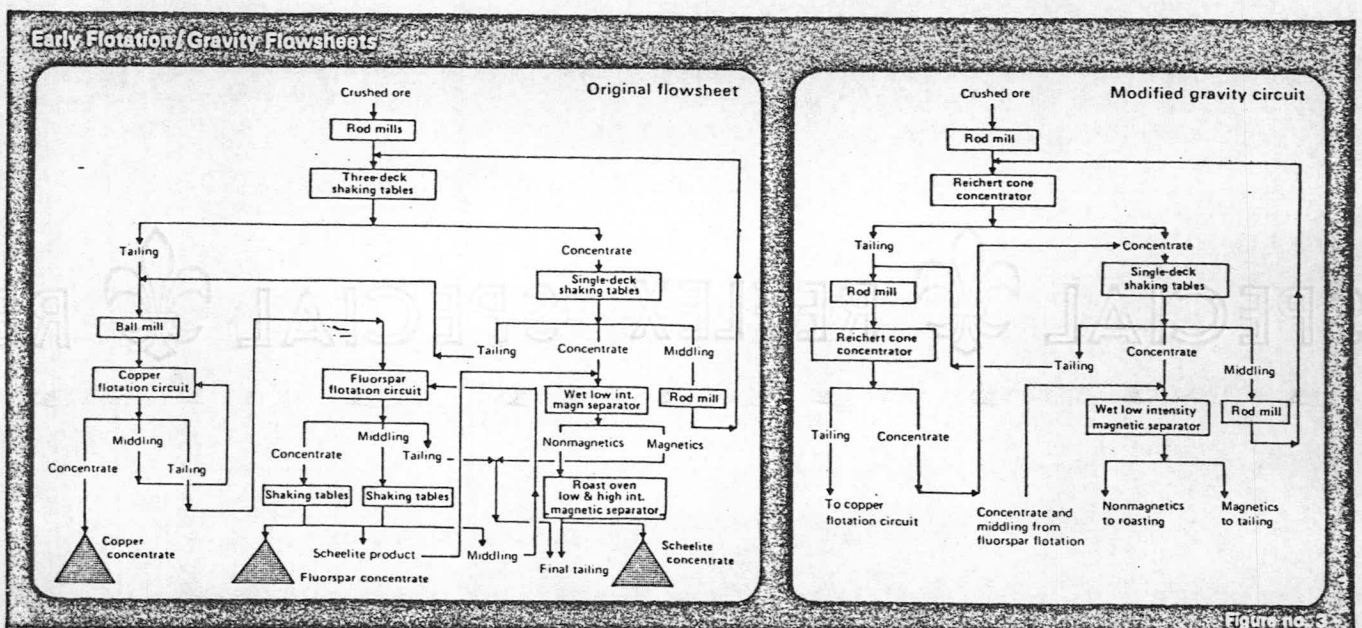 Early Flotation/Gravity Flowsheets
Original flowsheet
Crushed ore
Rod mills
Three-deck
shaking tables
Tailing
Concentrate
Single-deck
shaking tables
Ball mill
Tailing
Concentrate
Middling
Copper
flotation circuit
Fluorspar
flotation circuit
Wet low int.
magn separator
Rod mill
Middling
Concentrate
Tailing
Concentrate
Middling
Tailing
Nonmagnetics
Magnetics
Shaking tables
Shaking tables
Roast oven
low & high int.
magnetic separator
Copper
concentrate
Scheelite product
Fluorspar concentrate
Middling
Final tailing
Scheelite
concentrate
Modified gravity circuit
Crushed ore
Rod mill
Reichert cone
concentrator
Tailing
Concentrate
Rod mill
Single-deck
shaking tables
Reichert cone
concentrator
Tailing
Concentrate
Middling
Wet low intensity
magnetic separator
Rod mill
Tailing
Concentrate
To copper
flotation circuit
Concentrate and
middling from
fluorspar flotation
Nonmagnetics
to roasting
Magnetics
to tailing
Figure no. 3